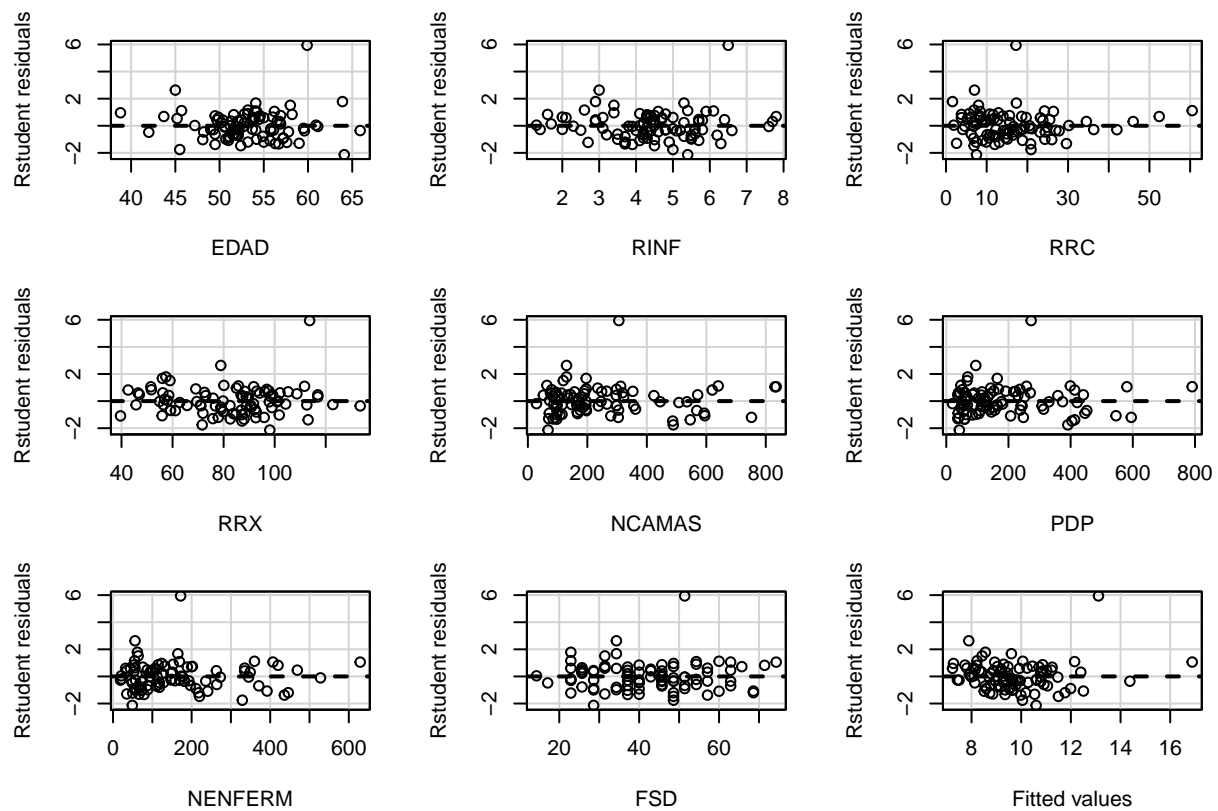 Rstudent residuals
6
2
−2
40 45 50 55 60 65
EDAD
Rstudent residuals
6
2
−2
2 3 4 5 6 7 8
RINF
Rstudent residuals
6
2
−2
0 10 30 50
RRC
Rstudent residuals
6
2
−2
40 60 80 100
RRX
Rstudent residuals
6
2
−2
0 200 400 600 800
NCAMAS
Rstudent residuals
6
2
−2
0 200 400 600 800
PDP
Rstudent residuals
6
2
−2
0 200 400 600
NENFERM
Rstudent residuals
6
2
−2
20 40 60
FSD
Rstudent residuals
6
2
−2
8 10 12 14 16
Fitted values